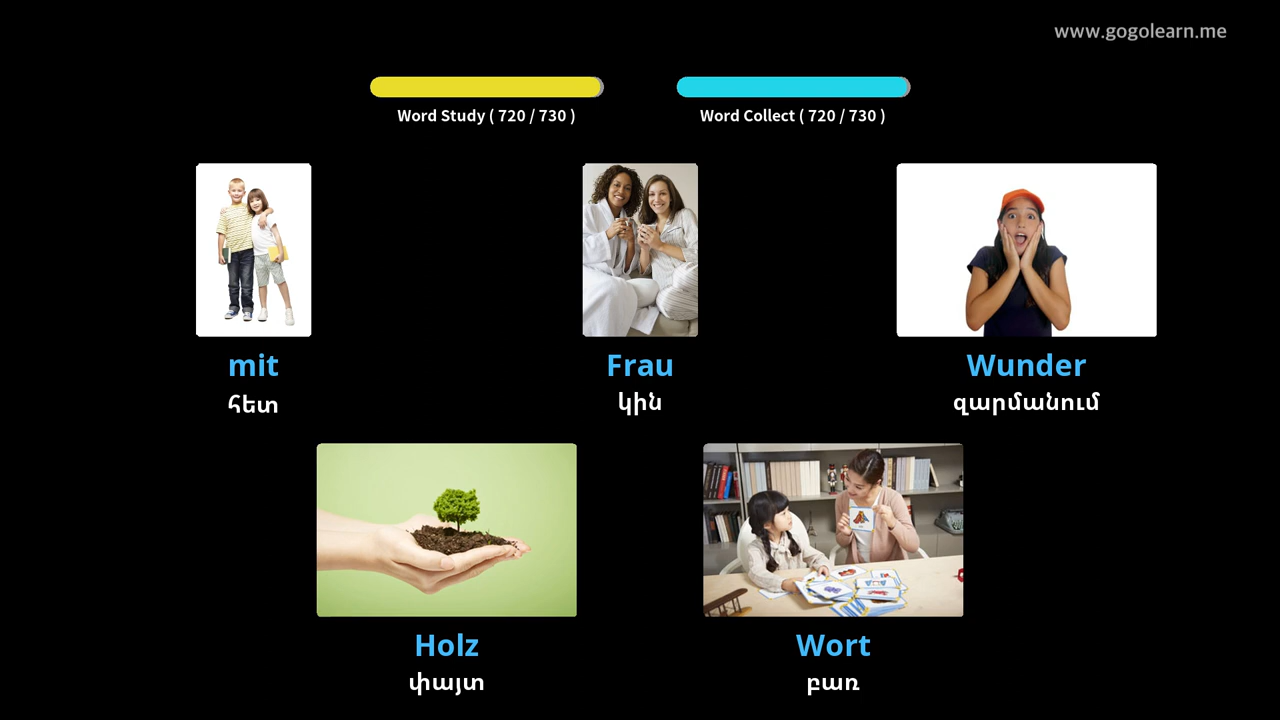 www.gogolearn.me
Word Study ( 720 / 730 )
Word Collect ( 720 / 730 )
mit
հետ
Frau
կին
Wunder
զարմանում
Holz
փայտ
Wort
բառ